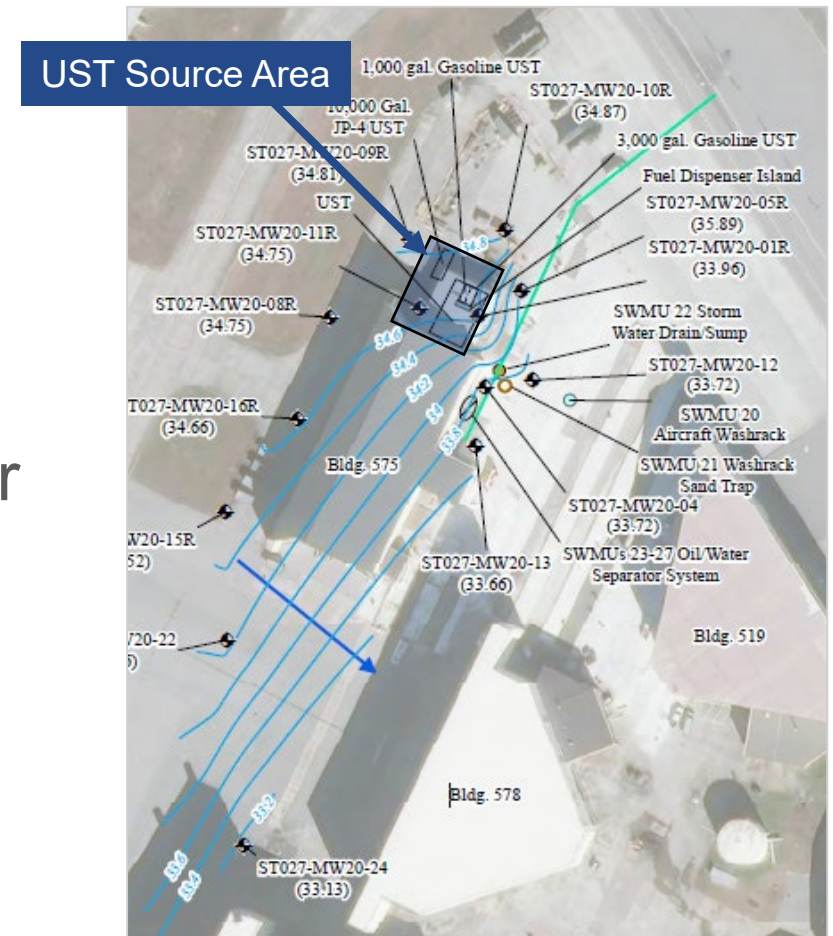 UST Source Area
1,000 gal. Gasoline UST
10,000 Gal.
JP-4 UST
ST027-MW20-10R
(34.87)
ST027-MW20-09R
(34.81)
3,000 gal. Gasoline UST
UST
Fuel Dispenser Island
ST027-MW20-05R
(35.89)
ST027-MW20-11R
(34.75)
ST027-MW20-01R
(33.96)
34.8
ST027-MW20-08R
(34.75)
SWMU 22 Storm
Water Drain/Sump
34.6
34.4
34.2
34
33.8
ST027-MW20-12
(33.72)
T027-MW20-16R
(34.66)
SWMU 20
Aircraft Washrack
r
Bldg. 575
SWMU 21 Washrack
Sand Trap
ST027-MW20-04
(33.72)
W20-15R
52)
ST027-MW20-13
(33.66)
SWMUs 23-27 Oil/Water
Separator System
/20-22
)
Bldg. 519
Bldg. 578
33.2
33.6
33.4
ST027-MW20-24
(33.13)